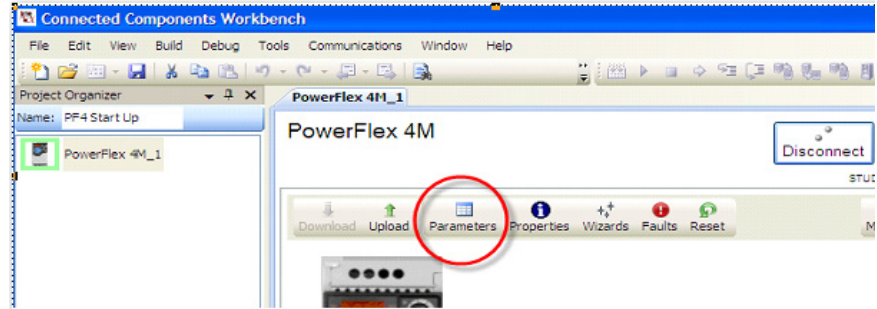 Connected Components Workbench
File Edit View Build Debug Tools Communications Window Help
Project Organizer
PowerFlex 4M_1
Name: PF4 Start Up
PowerFlex 4M
PowerFlex 4M_1
Disconnect
Download Upload Parameters Properties Wizards Faults Reset